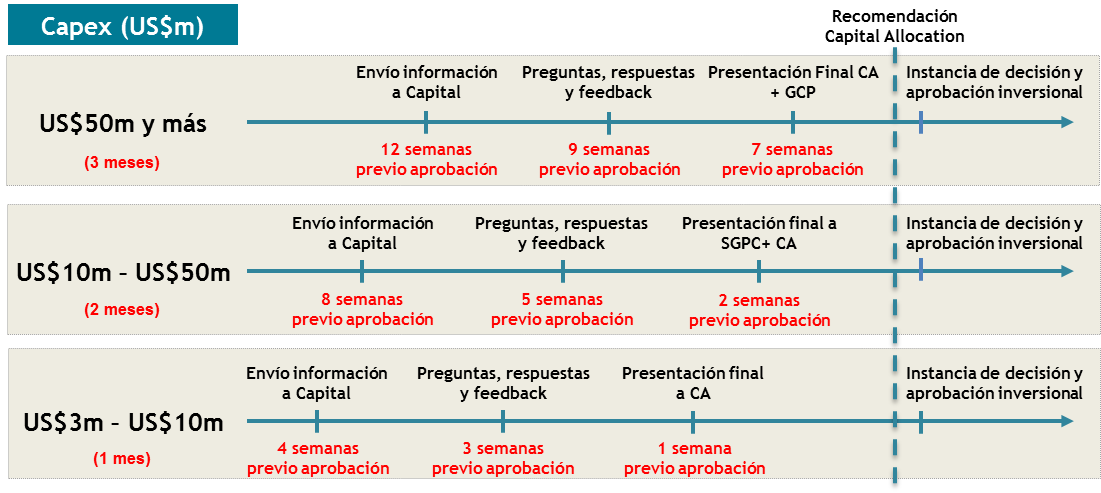 Capex (US$m)
Recomendación
Capital Allocation
US$50m y más
(3 meses)
Envío información
a Capital
12 semanas
previo aprobación
Preguntas, respuestas
y feedback
9 semanas
previo aprobación
Presentación Final CA
+ GCP
7 semanas
previo aprobación
Instancia de decisión y
aprobación inversional
US$10m – US$50m
(2 meses)
Envío información
a Capital
8 semanas
previo aprobación
Preguntas, respuestas
y feedback
5 semanas
previo aprobación
Presentación final a
SGPC+ CA
2 semanas
previo aprobación
Instancia de decisión y
aprobación inversional
US$3m – US$10m
(1 mes)
Envío información
a Capital
4 semanas
previo aprobación
Preguntas, respuestas
y feedback
3 semanas
previo aprobación
Presentación final
a CA
1 semana
previo aprobación
Instancia de decisión y
aprobación inversional